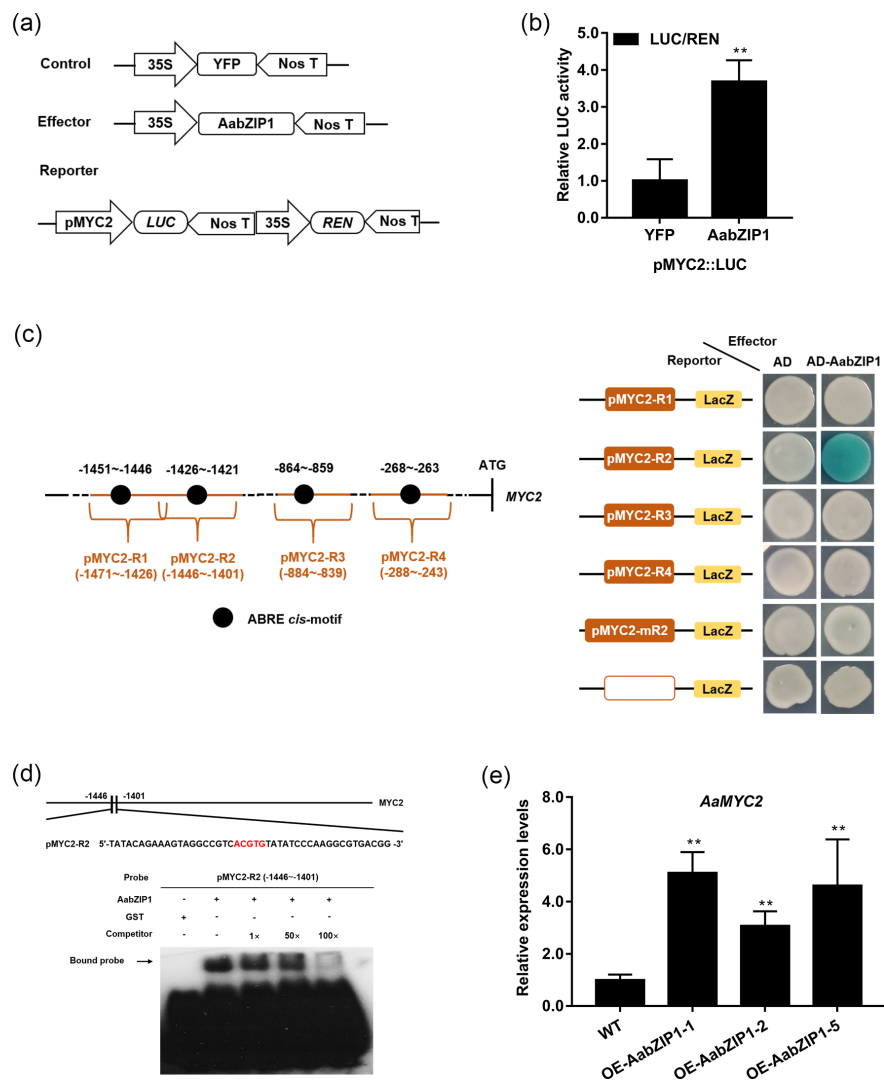 (a)
Control
35S
YFP
Nos T
Effector
35S
AabZIP1
Nos T
Reporter
pMYC2
LUC
Nos T
35S
REN
Nos T
(b)
LUC/REN
**
Relative LUC activity
5.0
4.0
3.0
2.0
1.0
0.0
YFP AabZIP1
pMYC2::LUC
(c)
-1451~-1446 -1426~-1421 -864~-859 -268~-263 ATG
MYC2
pMYC2-R1 pMYC2-R2 pMYC2-R3 pMYC2-R4
(-1471~-1426) (-1446~-1401) (-884~-839) (-288~-243)
ABRE cis-motif
Effector
Reportor AD AD-AabZIP1
pMYC2-R1 LacZ
pMYC2-R2 LacZ
pMYC2-R3 LacZ
pMYC2-R4 LacZ
pMYC2-mR2 LacZ
LacZ
(d)
-1446 -1401
MYC2
pMYC2-R2 5'-TATACAGAAAGTAGGCCGTCACGTGTATATCCCAAGGCGTGACGG -3'
Probe pMYC2-R2 (-1446~-1401)
AabZIP1 - + + + +
GST + - - - -
Competitor - - 1× 50× 100×
Bound probe
(e)
AaMYC2
Relative expression levels
8.0
6.0
4.0
2.0
0.0
**
**
**
WT
OE-AabZIP1-1
OE-AabZIP1-2
OE-AabZIP1-5